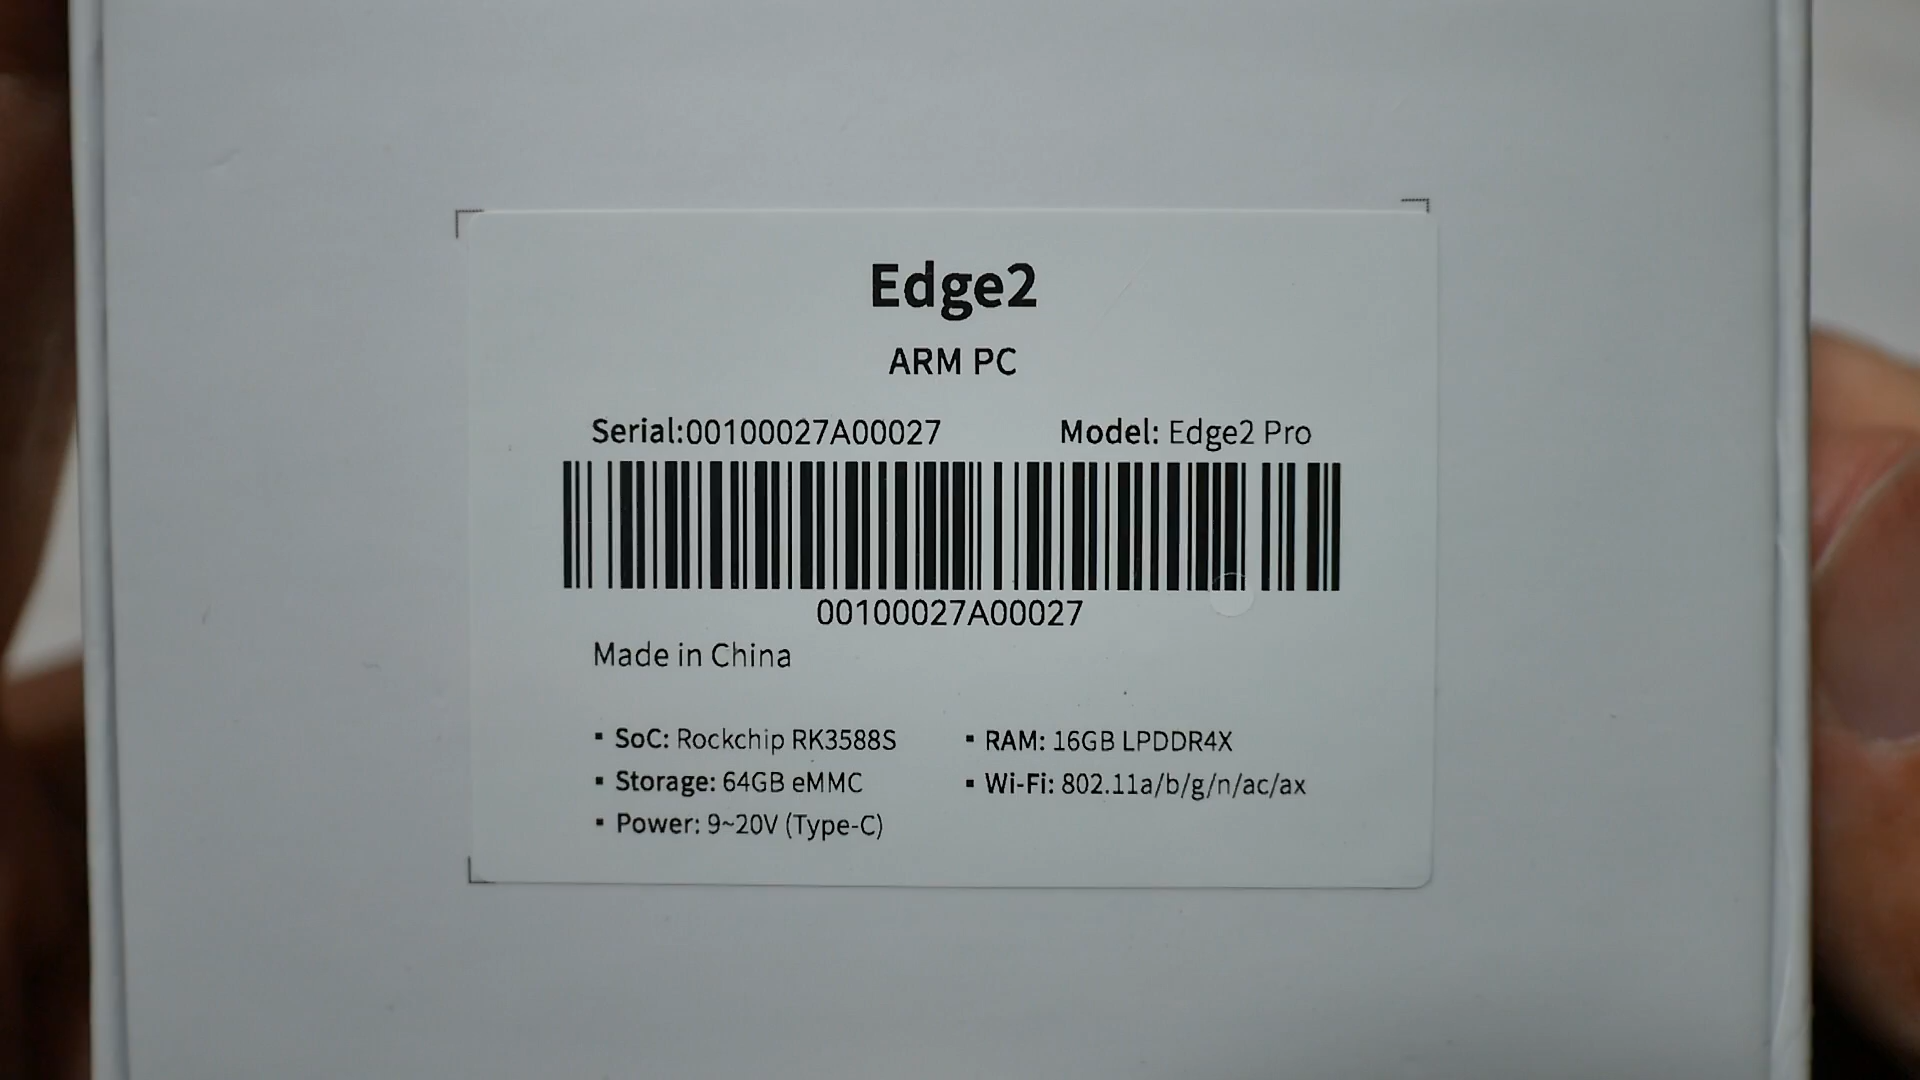 Edge2
ARM PC
Serial:00100027A00027 Model: Edge2 Pro
00100027A00027
Made in China
▪ SoC: Rockchip RK3588S ▪ RAM: 16GB LPDDR4X
▪ Storage: 64GB eMMC ▪ Wi-Fi: 802.11a/b/g/n/ac/ax
▪ Power: 9~20V (Type-C)